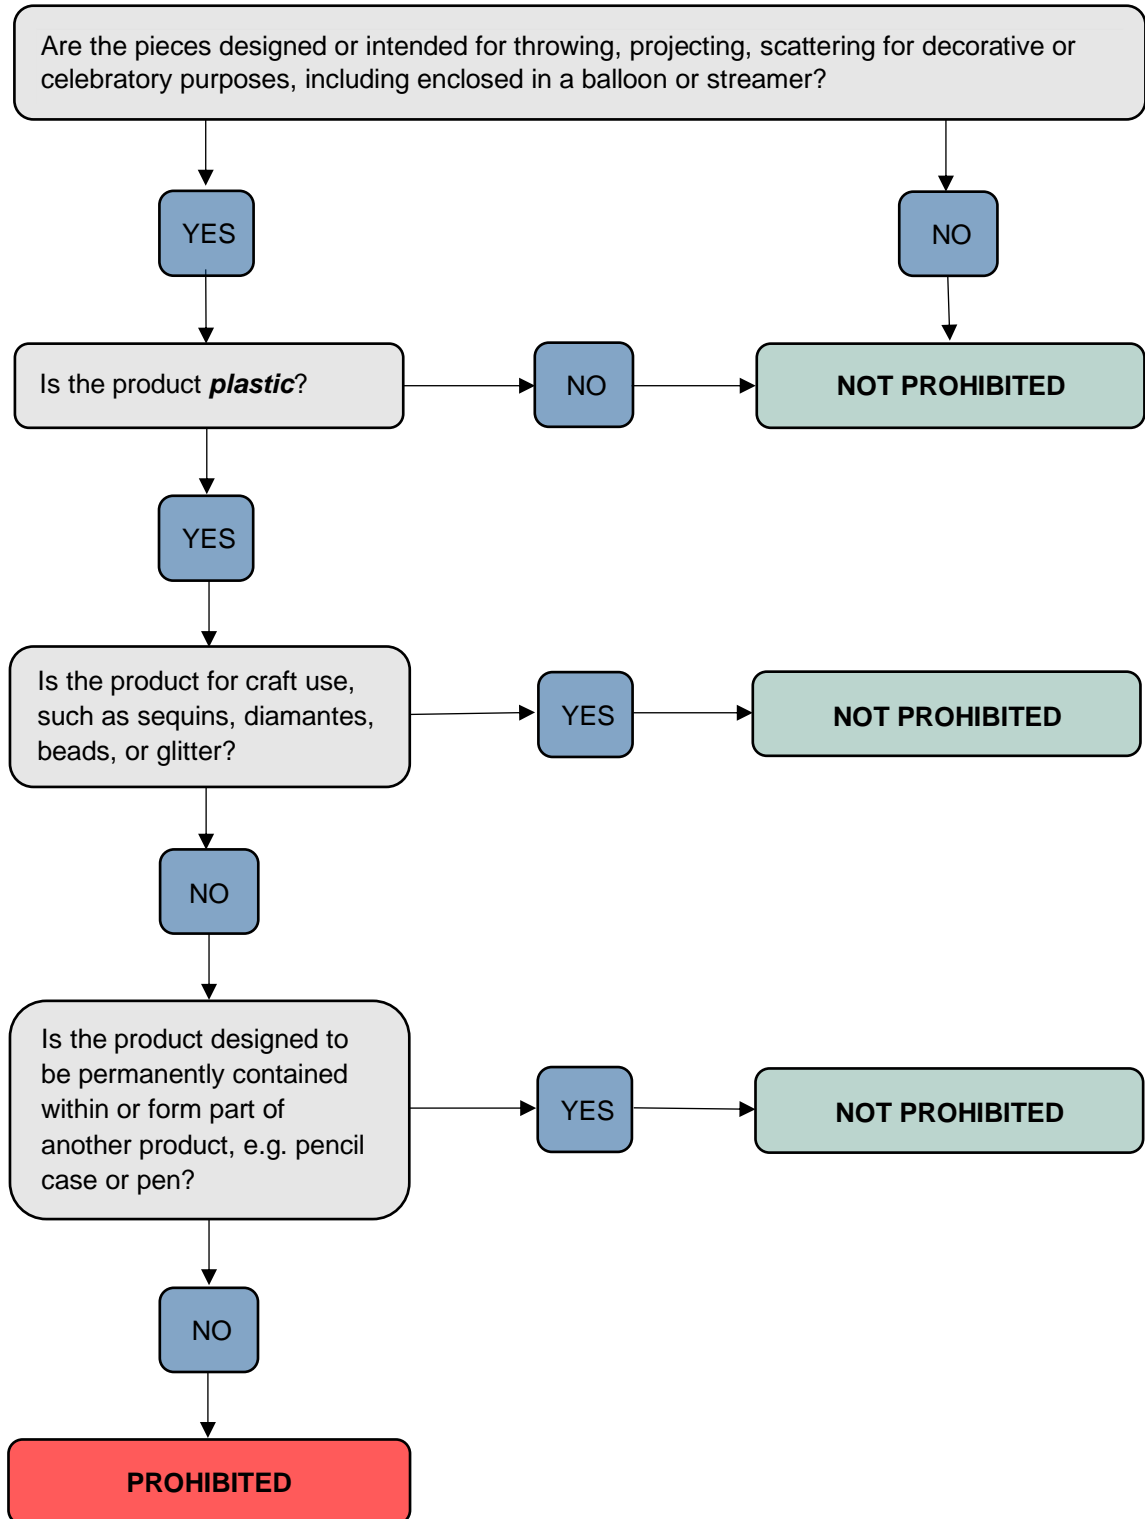 Are the pieces designed or intended for throwing, projecting, scattering for decorative or
celebratory purposes, including enclosed in a balloon or streamer?
YES
NO
Is the product plastic?
NO
NOT PROHIBITED
YES
Is the product for craft use,
such as sequins, diamantes,
beads, or glitter?
YES
NOT PROHIBITED
NO
Is the product designed to
be permanently contained
within or form part of
another product, e.g. pencil
case or pen?
YES
NOT PROHIBITED
NO
PROHIBITED